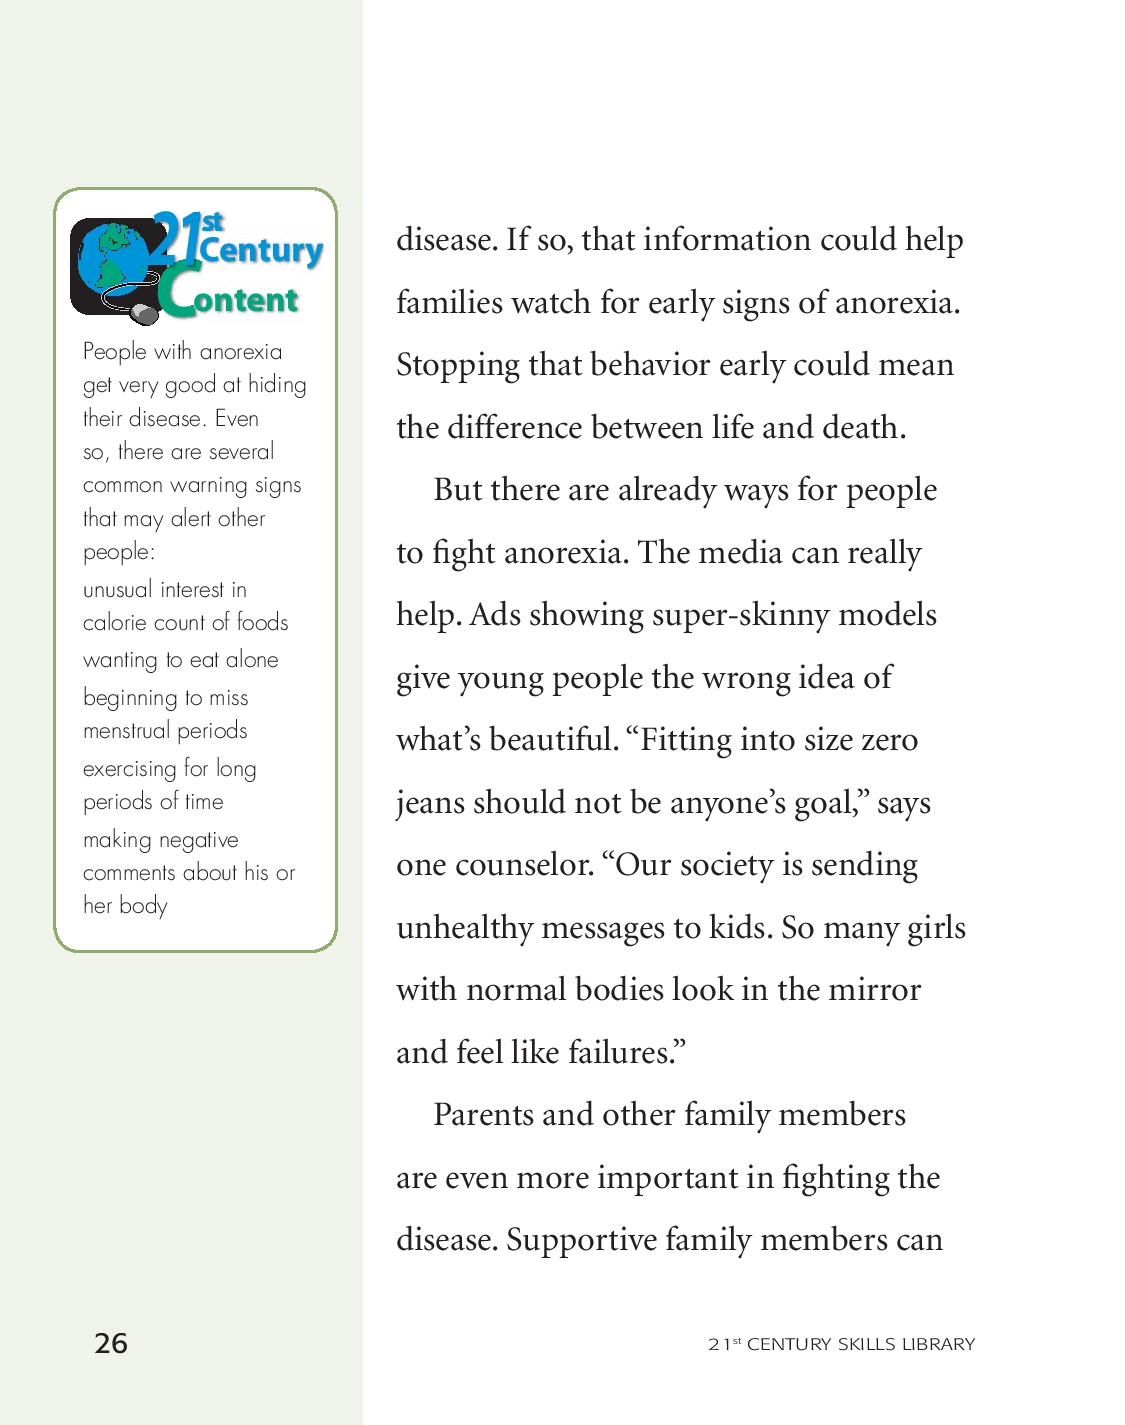 21st
Century
Content
People with anorexia
get very good at hiding
their disease. Even
so, there are several
common warning signs
that may alert other
people:
unusual interest in
calorie count of foods
wanting to eat alone
beginning to miss
menstrual periods
exercising for long
periods of time
making negative
comments about his or
her body
disease. If so, that information could help
families watch for early signs of anorexia.
Stopping that behavior early could mean
the difference between life and death.
But there are already ways for people
to fight anorexia. The media can really
help. Ads showing super-skinny models
give young people the wrong idea of
what’s beautiful. “Fitting into size zero
jeans should not be anyone’s goal,” says
one counselor. “Our society is sending
unhealthy messages to kids. So many girls
with normal bodies look in the mirror
and feel like failures.”
Parents and other family members
are even more important in fighting the
disease. Supportive family members can
26
21st CENTURY SKILLS LIBRARY